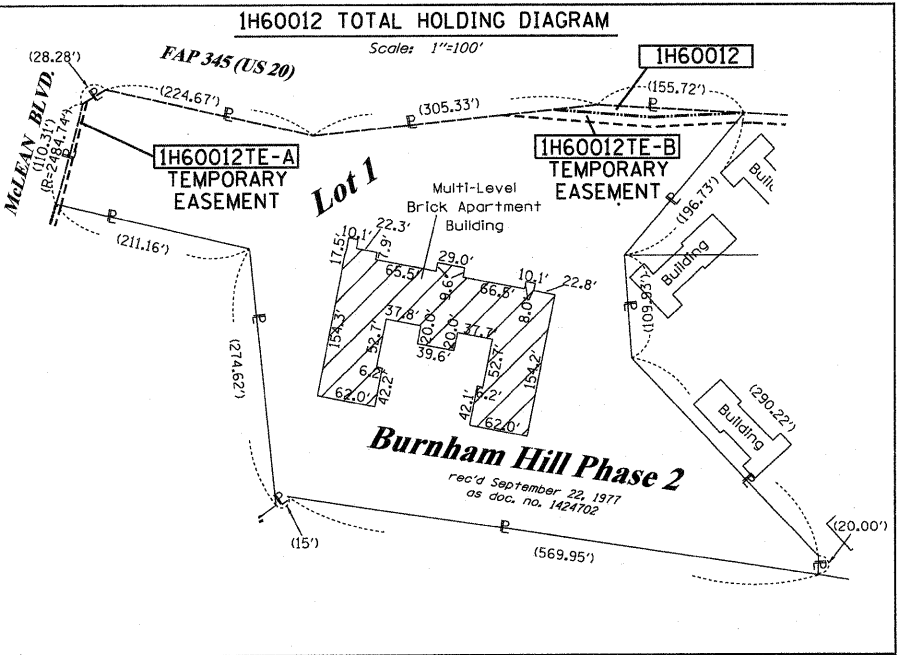 1H60012 TOTAL HOLDING DIAGRAM
Scale: 1"=100'
FAP 345 (US 20)
(28.28')
(224.67')
(305.33')
1H60012
(155.72')
McLEAN BLVD.
(110.31')
(R=2484.74')
1H60012TE-A
TEMPORARY
EASEMENT
1H60012TE-B
TEMPORARY
EASEMENT
Lot 1
Multi-Level
Brick Apartment
Building
(196.73')
Building
(109.83')
(211.16')
(274.62')
17.5'
10.1'
22.3'
7.9'
65.5'
29.0'
9.6'
66.5'
10.1'
22.8'
8.0'
154.3'
52.7'
37.8'
20.0'
20.0'
37.7'
39.6'
52.7'
154.2'
6.2'
42.2'
62.0'
42.1'
6.2'
62.0'
Building
(290.22')
Burnham Hill Phase 2
rec'd September 22, 1977
as doc. no. 1424702
(15')
(569.95')
(20.00')